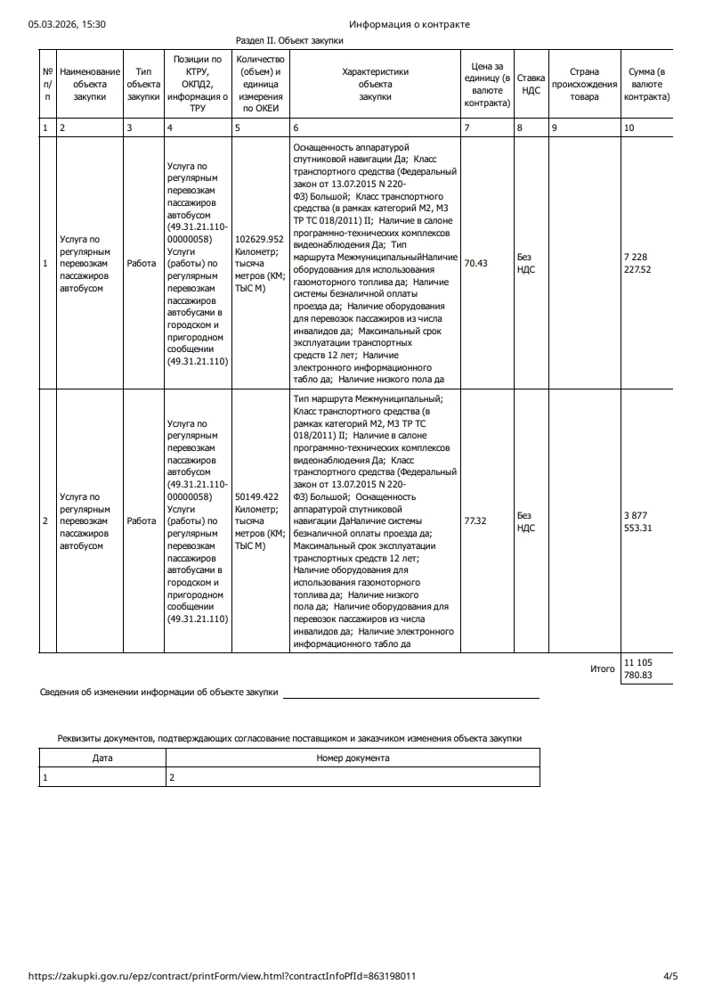 05.03.2026, 15:30
Информация о контракте
Раздел II. Объект закупки
№ п/п
Наименование объекта закупки
Тип объекта закупки
Позиции по КТРУ, ОКПД2, информация о ТРУ
Количество (объем) и единица измерения по ОКЕИ
Характеристики объекта закупки
Цена за единицу (в валюте контракта)
Ставка НДС
Страна происхождения товара
Сумма (в валюте контракта)
1
2
3
4
5
6
7
8
9
10
1
Услуга по
регулярным
перевозкам
пассажиров
автобусом
Работа
Услуга по
регулярным
перевозкам
пассажиров
автобусом
(49.31.21.110-
00000058)
Услуги
(работы) по
регулярным
перевозкам
пассажиров
автобусами в
городском и
пригородном
сообщении
(49.31.21.110)
102629.952
Километр;
тысяча
метров (КМ;
ТЫС М)
Оснащенность аппаратурой
спутниковой навигации Да;  Класс
транспортного средства (Федеральный
закон от 13.07.2015 N 220-
ФЗ) Большой;  Класс транспортного
средства (в рамках категорий М2, М3
ТР ТС 018/2011) II;  Наличие в салоне
программно-технических комплексов
видеонаблюдения Да;  Тип
маршрута МежмуниципальныйНаличие
оборудования для использования
газомоторного топлива да;  Наличие
системы безналичной оплаты
проезда да;  Наличие оборудования
для перевозок пассажиров из числа
инвалидов да;  Максимальный срок
эксплуатации транспортных
средств 12 лет;  Наличие
электронного информационного
табло да;  Наличие низкого пола да
70.43
Без
НДС
7 228
227.52
2
Услуга по
регулярным
перевозкам
пассажиров
автобусом
Работа
Услуга по
регулярным
перевозкам
пассажиров
автобусом
(49.31.21.110-
00000058)
Услуги
(работы) по
регулярным
перевозкам
пассажиров
автобусами в
городском и
пригородном
сообщении
(49.31.21.110)
50149.422
Километр;
тысяча
метров (КМ;
ТЫС М)
Тип маршрута Межмуниципальный;
Класс транспортного средства (в
рамках категорий М2, М3 ТР ТС
018/2011) II;  Наличие в салоне
программно-технических комплексов
видеонаблюдения Да;  Класс
транспортного средства (Федеральный
закон от 13.07.2015 N 220-
ФЗ) Большой;  Оснащенность
аппаратурой спутниковой
навигации ДаНаличие системы
безналичной оплаты проезда да;
Максимальный срок эксплуатации
транспортных средств 12 лет;
Наличие оборудования для
использования газомоторного
топлива да;  Наличие низкого
пола да;  Наличие оборудования для
перевозок пассажиров из числа
инвалидов да;  Наличие электронного
информационного табло да
77.32
Без
НДС
3 877
553.31
Итого
11 105
780.83
Сведения об изменении информации об объекте закупки
Реквизиты документов, подтверждающих согласование поставщиком и заказчиком изменения объекта закупки
Дата
Номер документа
1
2
https://zakupki.gov.ru/epz/contract/printForm/view.html?contractInfoPfId=863198011
4/5